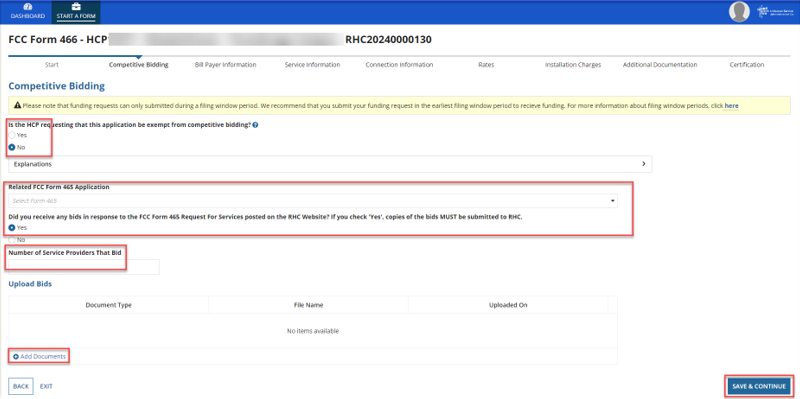 DASHBOARD
START A FORM
FCC Form 466 - HCP RHC20240000130
Start
Competitive Bidding
Bill Payer Information
Service Information
Connection Information
Rates
Installation Charges
Additional Documentation
Certification
Competitive Bidding
Please note that funding requests can only submitted during a filing window period. We recommend that you submit your funding request in the earliest filing window period to recieve funding. For more information about filing window periods, click here
Is the HCP requesting that this application be exempt from competitive bidding?
Yes
No
Explanations
Related FCC Form 465 Application
Select Form 465
Did you receive any bids in response to the FCC Form 465 Request For Services posted on the RHC Website? If you check 'Yes', copies of the bids MUST be submitted to RHC.
Yes
No
Number of Service Providers That Bid
Upload Bids
Document Type
File Name
Uploaded On
No items available
Add Documents
BACK
EXIT
SAVE & CONTINUE